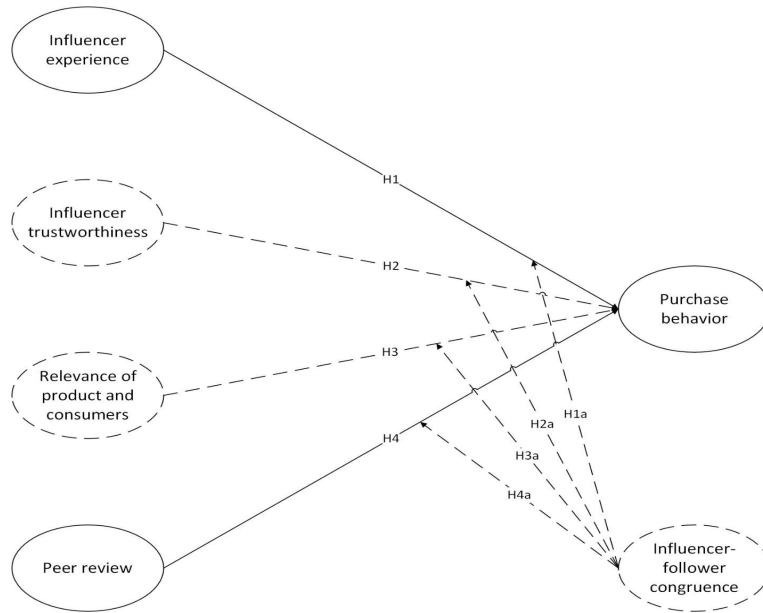 Influencer
experience
H1
Influencer
trustworthiness
H2
Purchase
behavior
H3
Relevance of
product and
consumers
H1a
H2a
H4
H3a
H4a
Peer review
Influencer-
follower
congruence